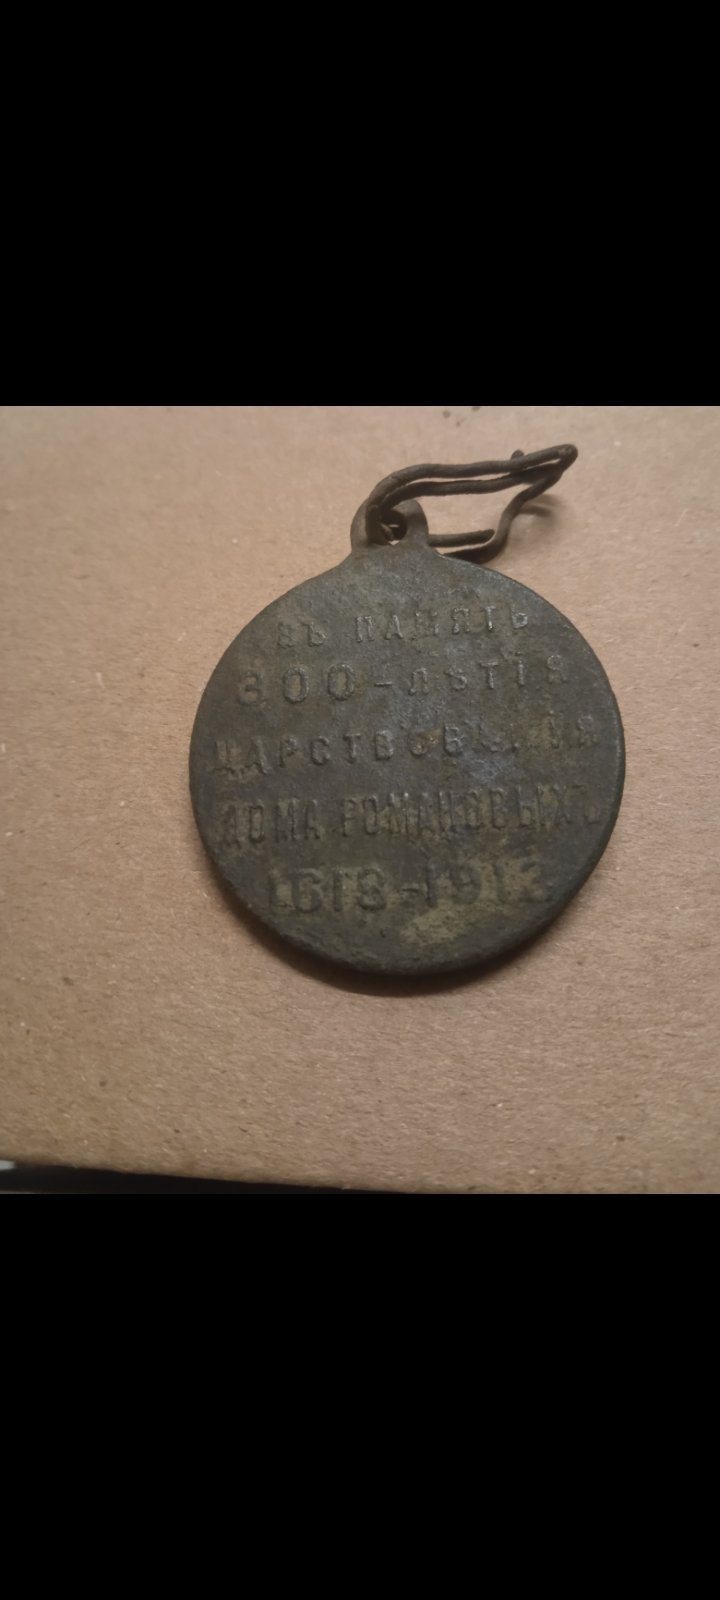 ВЪ ПАМЯТЬ
300-ЛѢТІЯ
ЦАРСТВОВАНІЯ
ДОМА РОМАНОВЫХЪ
1613-1913